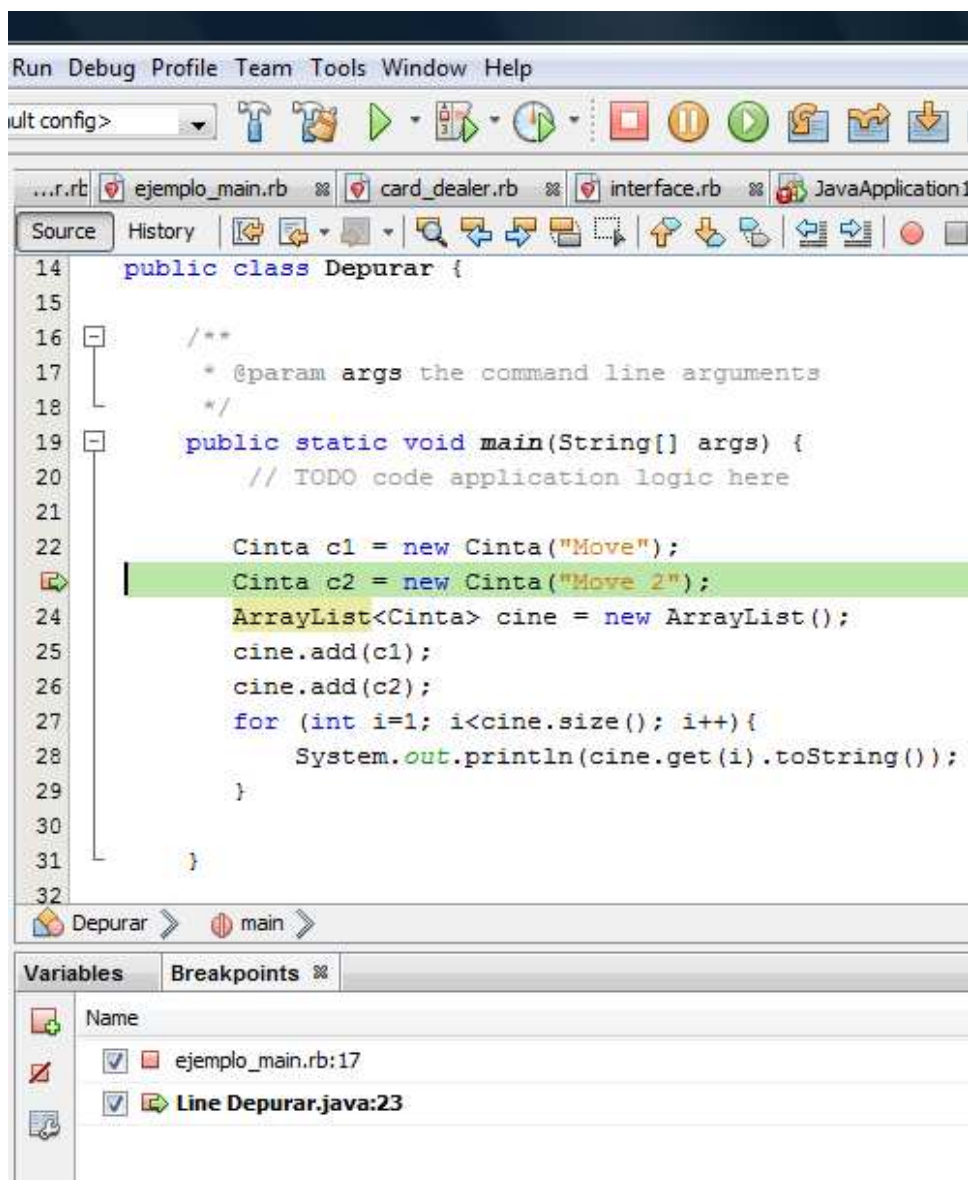 Run Debug Profile Team Tools Window Help
ult config>
...r.rb ejemplo_main.rb card_dealer.rb interface.rb JavaApplication1
Source History
14 public class Depurar {
15
16 /**
17 * @param args the command line arguments
18 */
19 public static void main(String[] args) {
20 // TODO code application logic here
21
22 Cinta c1 = new Cinta("Move");
Cinta c2 = new Cinta("Move 2");
24 ArrayList<Cinta> cine = new ArrayList();
25 cine.add(c1);
26 cine.add(c2);
27 for (int i=1; i<cine.size(); i++){
28 System.out.println(cine.get(i).toString());
29 }
30
31 }
32
Depurar main
Variables Breakpoints
Name
ejemplo_main.rb:17
Line Depurar.java:23